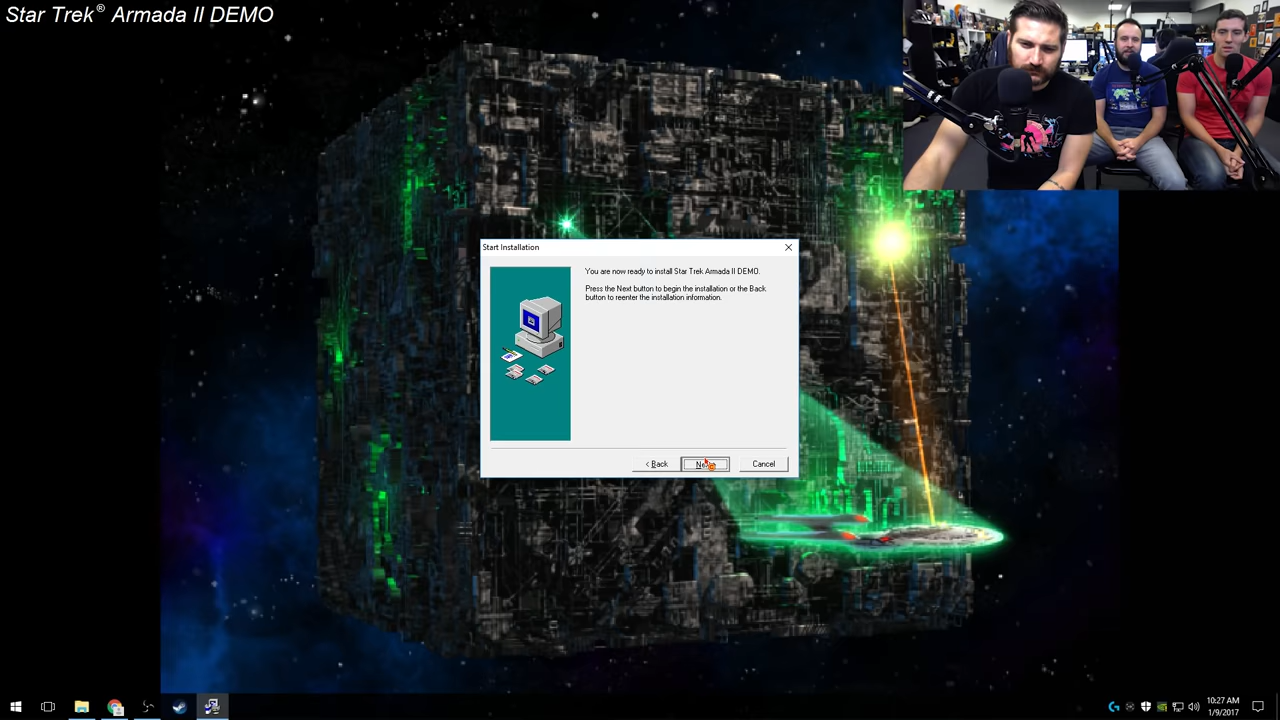 Star Trek® Armada II DEMO
Start Installation
You are now ready to install Star Trek Armada II DEMO.
Press the Next button to begin the installation or the Back
button to reenter the installation information.
< Back
Cancel
10:27 AM
1/9/2017